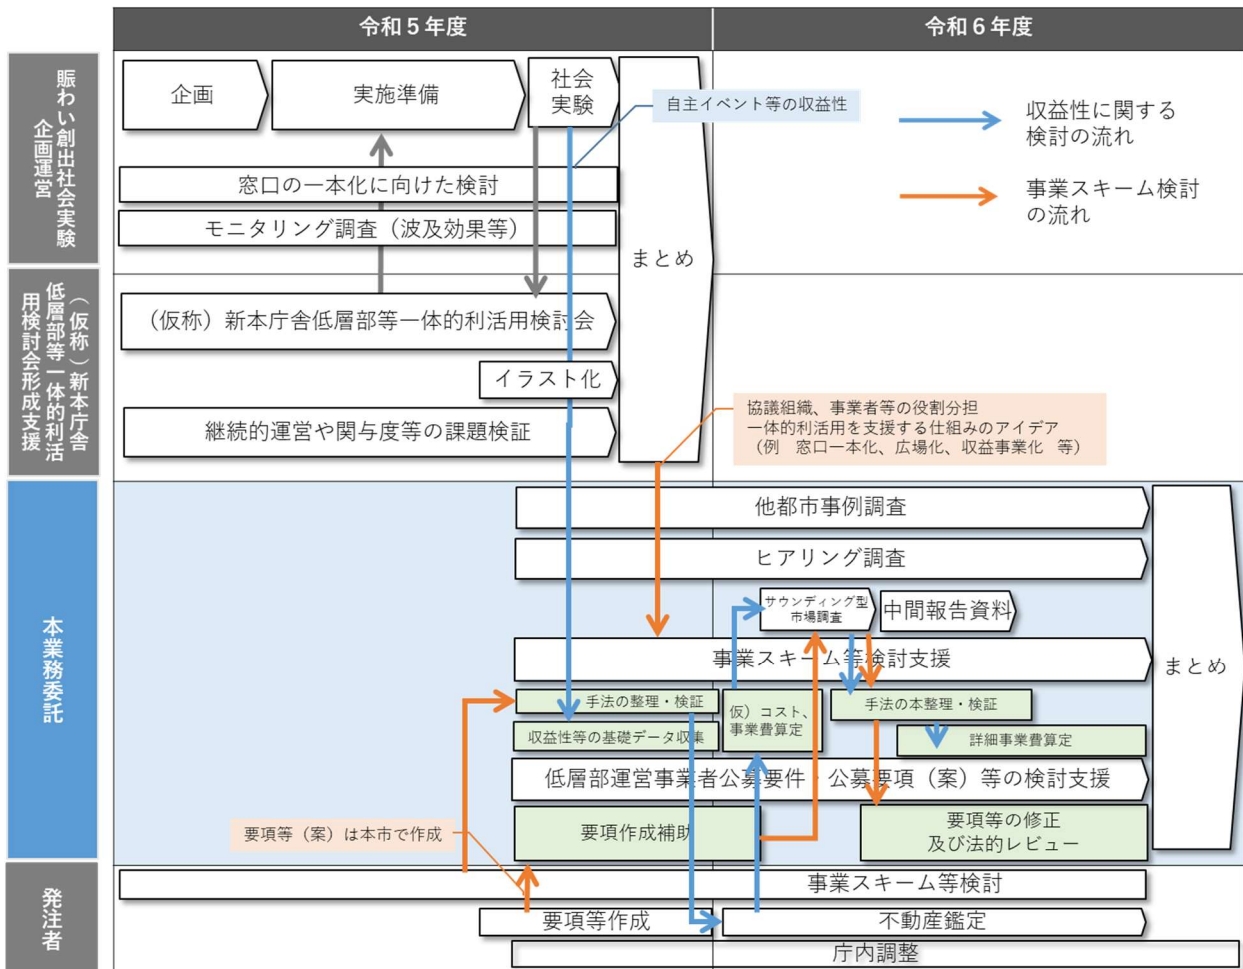 令和５年度
令和６年度
賑わい創出社会実験
企画運営
企画
実施準備
社会
実験
自主イベント等の収益性
収益性に関する
検討の流れ
事業スキーム検討
の流れ
窓口の一本化に向けた検討
モニタリング調査（波及効果等）
まとめ
（仮称）新本庁舎
低層部等一体的利活
用検討会形成支援
（仮称）新本庁舎低層部等一体的利活用検討会
イラスト化
継続的運営や関与度等の課題検証
協議組織、事業者等の役割分担
一体的利活用を支援する仕組みのアイデア
（例　窓口一本化、広場化、収益事業化　等）
本業務委託
他都市事例調査
ヒアリング調査
サウンディング型
市場調査
中間報告資料
事業スキーム等検討支援
まとめ
手法の整理・検証
仮）コスト、
事業費算定
手法の本整理・検証
収益性等の基礎データ収集
詳細事業費算定
低層部運営事業者公募要件・公募要項（案）等の検討支援
要項等（案）は本市で作成
要項作成補助
要項等の修正
及び法的レビュー
発注者
事業スキーム等検討
要項等作成
不動産鑑定
庁内調整